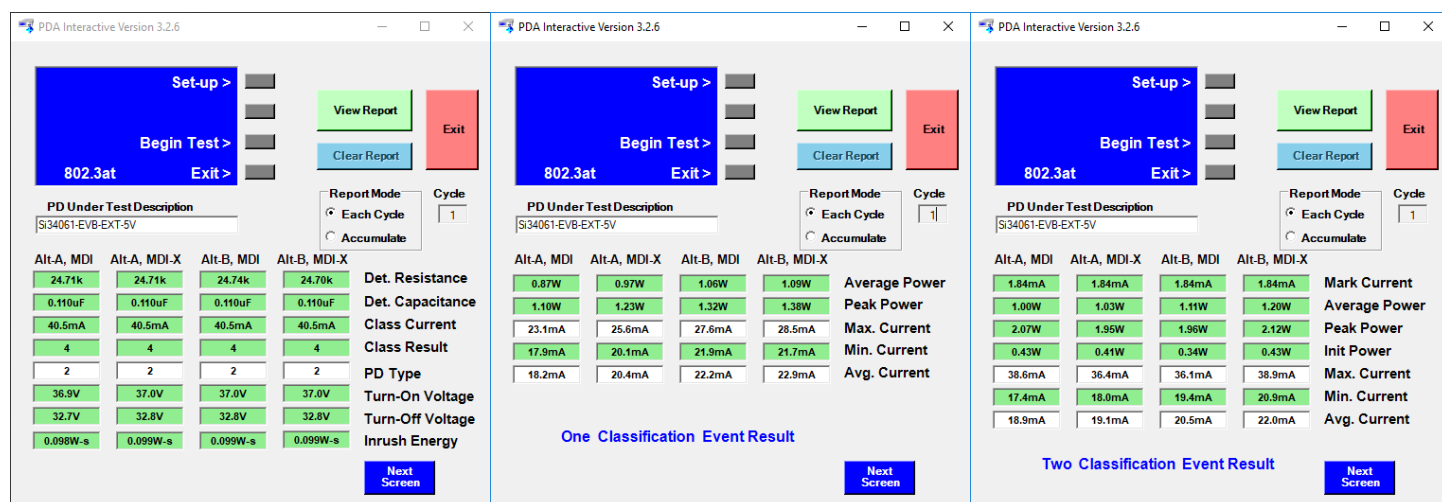 PDA Interactive Version 3.2.6
Set-up >
View Report
Exit
Begin Test >
Clear Report
802.3at Exit >
Report Mode Cycle
PD Under Test Description
Each Cycle 1
Si34061-EVB-EXT-5V
Accumulate
Alt-A, MDI Alt-A, MDI-X Alt-B, MDI Alt-B, MDI-X
24.71k 24.71k 24.74k 24.70k Det. Resistance
0.110uF 0.110uF 0.110uF 0.110uF Det. Capacitance
40.5mA 40.5mA 40.5mA 40.5mA Class Current
4 4 4 4 Class Result
2 2 2 2 PD Type
36.9V 37.0V 37.0V 37.0V Turn-On Voltage
32.7V 32.8V 32.8V 32.8V Turn-Off Voltage
0.098W-s 0.099W-s 0.099W-s 0.099W-s Inrush Energy
Next
Screen
PDA Interactive Version 3.2.6
Set-up >
View Report
Exit
Begin Test >
Clear Report
802.3at Exit >
Report Mode Cycle
PD Under Test Description
Each Cycle 1
Si34061-EVB-EXT-5V
Accumulate
Alt-A, MDI Alt-A, MDI-X Alt-B, MDI Alt-B, MDI-X
0.87W 0.97W 1.06W 1.09W Average Power
1.10W 1.23W 1.32W 1.38W Peak Power
23.1mA 25.6mA 27.6mA 28.5mA Max. Current
17.9mA 20.1mA 21.9mA 21.7mA Min. Current
18.2mA 20.4mA 22.2mA 22.9mA Avg. Current
One Classification Event Result
Next
Screen
PDA Interactive Version 3.2.6
Set-up >
View Report
Exit
Begin Test >
Clear Report
802.3at Exit >
Report Mode Cycle
PD Under Test Description
Each Cycle 1
Si34061-EVB-EXT-5V
Accumulate
Alt-A, MDI Alt-A, MDI-X Alt-B, MDI Alt-B, MDI-X
1.84mA 1.84mA 1.84mA 1.84mA Mark Current
1.00W 1.03W 1.11W 1.20W Average Power
2.07W 1.95W 1.96W 2.12W Peak Power
0.43W 0.41W 0.34W 0.43W Init Power
38.6mA 36.4mA 36.1mA 38.9mA Max. Current
17.4mA 18.0mA 19.4mA 20.9mA Min. Current
18.9mA 19.1mA 20.5mA 22.0mA Avg. Current
Two Classification Event Result
Next
Screen